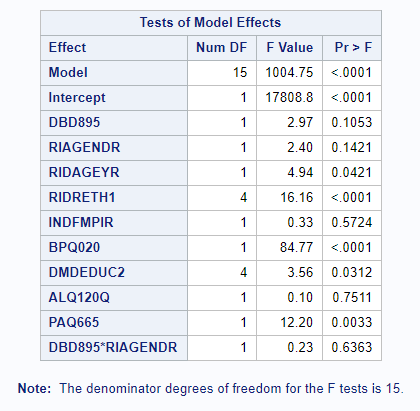 Tests of Model Effects
Effect Num DF F Value Pr > F
Model 15 1004.75 <.0001
Intercept 1 17808.8 <.0001
DBD895 1 2.97 0.1053
RIAGENDR 1 2.40 0.1421
RIDAGEYR 1 4.94 0.0421
RIDRETH1 4 16.16 <.0001
INDFMPIR 1 0.33 0.5724
BPQ020 1 84.77 <.0001
DMDEDUC2 4 3.56 0.0312
ALQ120Q 1 0.10 0.7511
PAQ665 1 12.20 0.0033
DBD895*RIAGENDR 1 0.23 0.6363
Note: The denominator degrees of freedom for the F tests is 15.